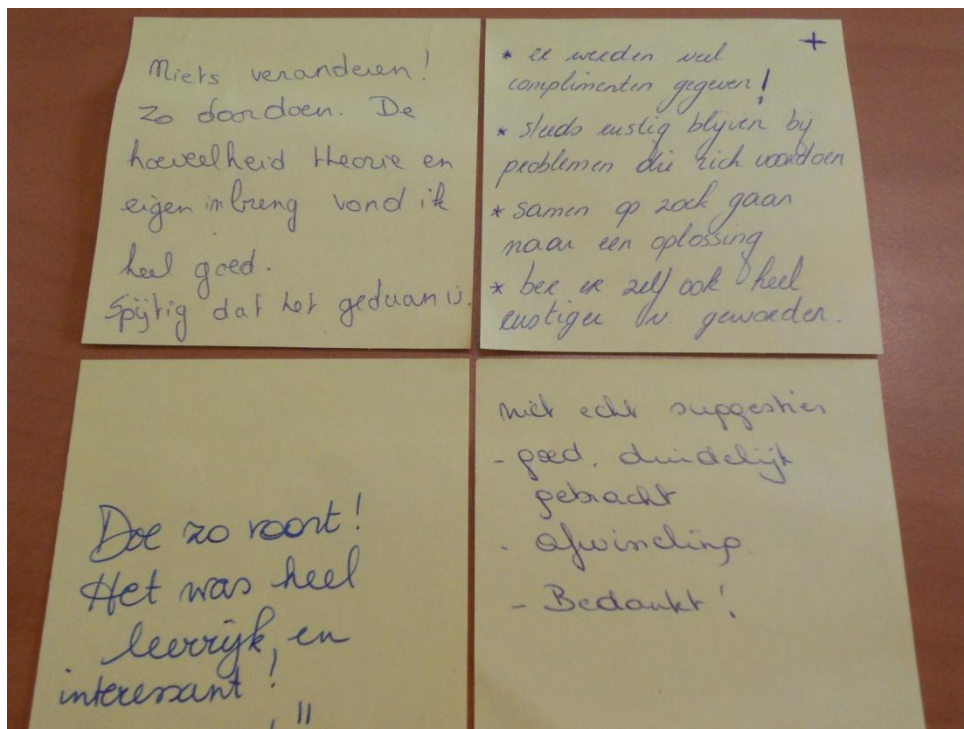 Niets veranderen!
Zo doordoen. De
hoeveelheid theorie en
eigen inbreng vond ik
heel goed.
Spijtig dat het gedaan is.
+
* er werden veel
complimenten gegeven!
* steeds rustig blijven bij
problemen die zich voordoen
* samen op zoek gaan
naar een oplossing
* ben er zelf ook heel
rustiger in geworden.
Doe zo voort!
Het was heel
leerrijk, en
interessant!
niet echt suggesties
- goed, duidelijk
gebracht
- afwisseling
- Bedankt!